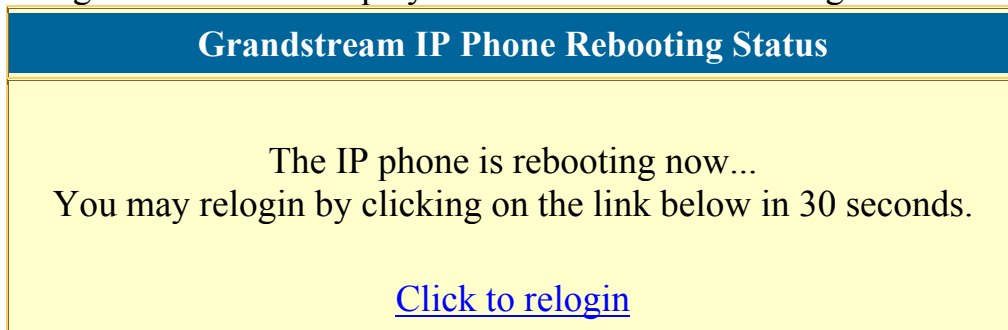 Grandstream IP Phone Rebooting Status
The IP phone is rebooting now...
You may relogin by clicking on the link below in 30 seconds.
Click to relogin